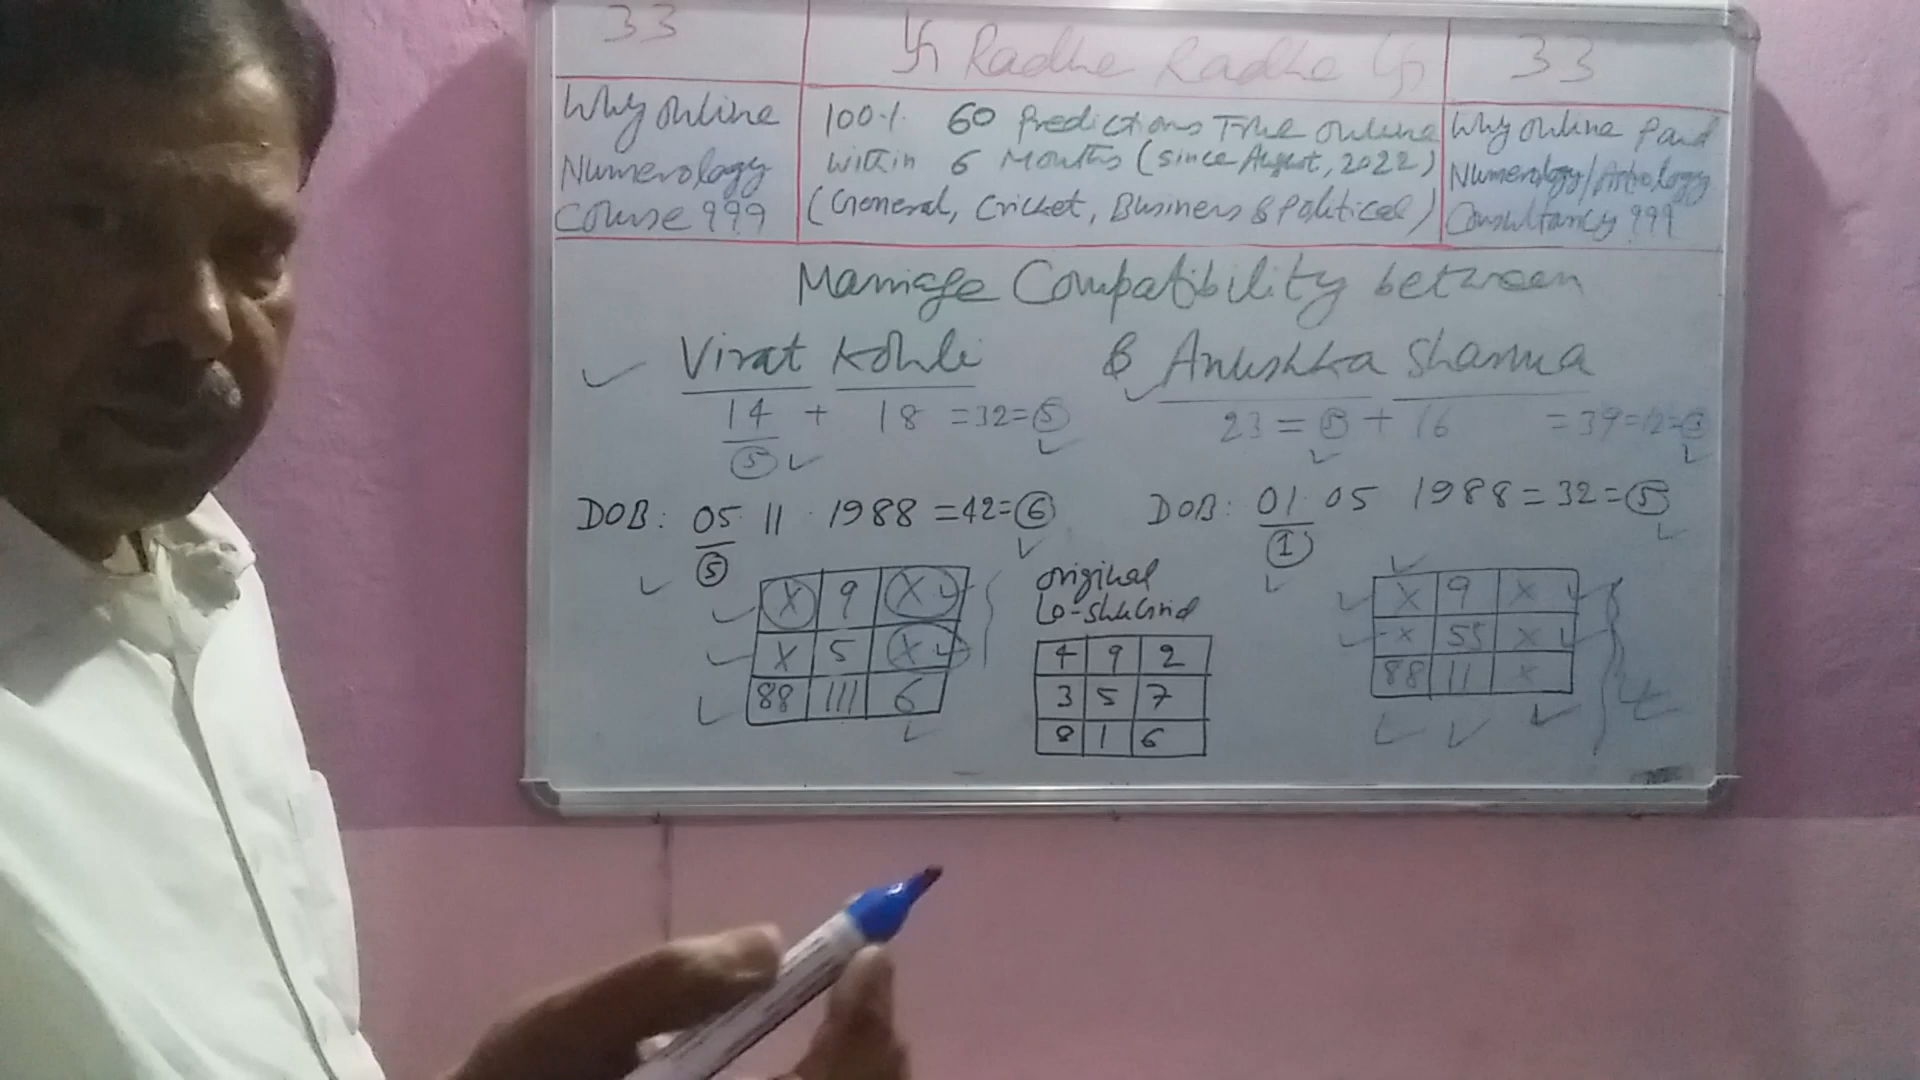 33
卐 Radhe Radhe 卐
33
Why online
Numerology
Course ???
100% 60 Predictions True online
within 6 Months (since August, 2022)
(General, Cricket, Business & Political)
Why online Paid
Numerology/Astrology
Consultancy ???
Marriage Compatibility between
Virat Kohli & Anushka Sharma
14 + 18 =32=5
5
23 = 5 + 16 =39=12=3
DOB: 05 11 1988 =42=6
5
DOB: 01 05 1988=32=5
1
X 9 X
X 5 X
88 111 6
original
Lo-shu Grid
4 9 2
3 5 7
8 1 6
X 9 X
X 55 X
88 11 X